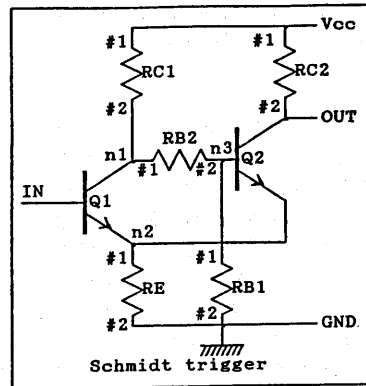 #1 #1 Vcc
RC1 RC2
#2 #2 OUT
n1 RB2 n3
#1 #2 Q2
IN
Q1
n2
#1 #1
RE RB1
#2 #2 GND
Schmidt trigger